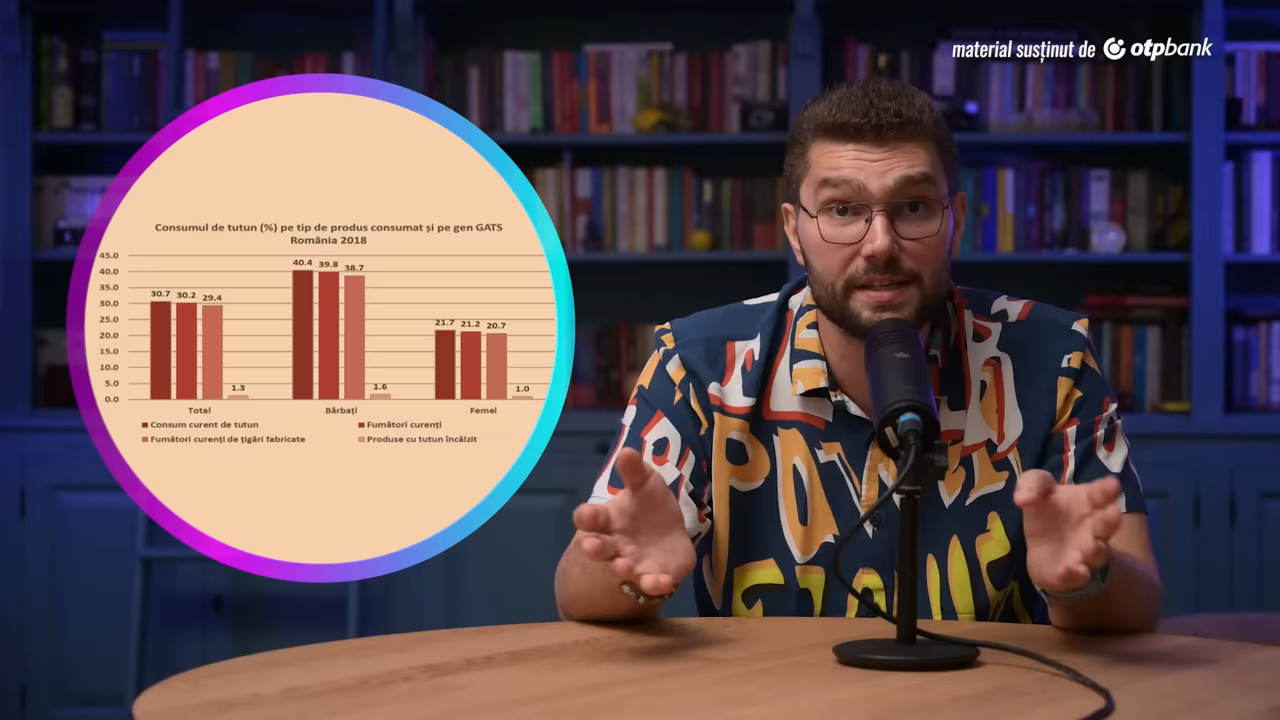 material susținut de otpbank
Consumul de tutun (%) pe tip de produs consumat și pe gen GATS
România 2018
45.0
40.0
35.0
30.0
25.0
20.0
15.0
10.0
5.0
0.0
30.7 30.2 29.4 1.3
40.4 39.8 38.7 1.6
21.7 21.2 20.7 1.0
Total Bărbați Femei
Consum curent de tutun Fumători curenți
Fumători curenți de țigări fabricate Produse cu tutun încălzit